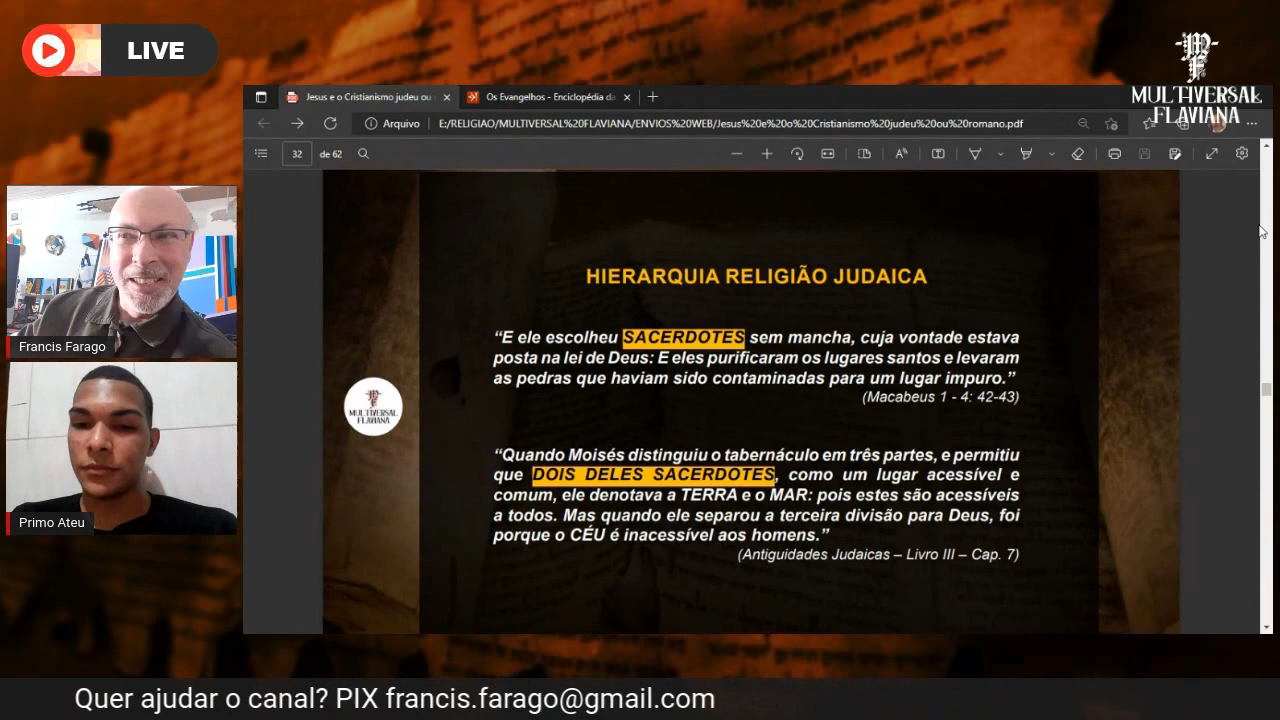 LIVE
MULTIVERSAL
FLAVIANA
Jesus e o Cristianismo judeu ou
Os Evangelhos - Enciclopédia da
Arquivo
E:/RELIGIAO/MULTIVERSAL%20FLAVIANA/ENVIOS%20WEB/Jesus%20e%20o%20Cristianismo%20judeu%20ou%20romano.pdf
32 de 62
HIERARQUIA RELIGIÃO JUDAICA
“E ele escolheu SACERDOTES sem mancha, cuja vontade estava
posta na lei de Deus: E eles purificaram os lugares santos e levaram
as pedras que haviam sido contaminadas para um lugar impuro.”
(Macabeus 1 - 4: 42-43)
MULTIVERSAL
FLAVIANA
“Quando Moisés distinguiu o tabernáculo em três partes, e permitiu
que DOIS DELES SACERDOTES, como um lugar acessível e
comum, ele denotava a TERRA e o MAR: pois estes são acessíveis
a todos. Mas quando ele separou a terceira divisão para Deus, foi
porque o CÉU é inacessível aos homens.”
(Antiguidades Judaicas – Livro III – Cap. 7)
Francis Farago
Primo Ateu
Quer ajudar o canal? PIX francis.farago@gmail.com